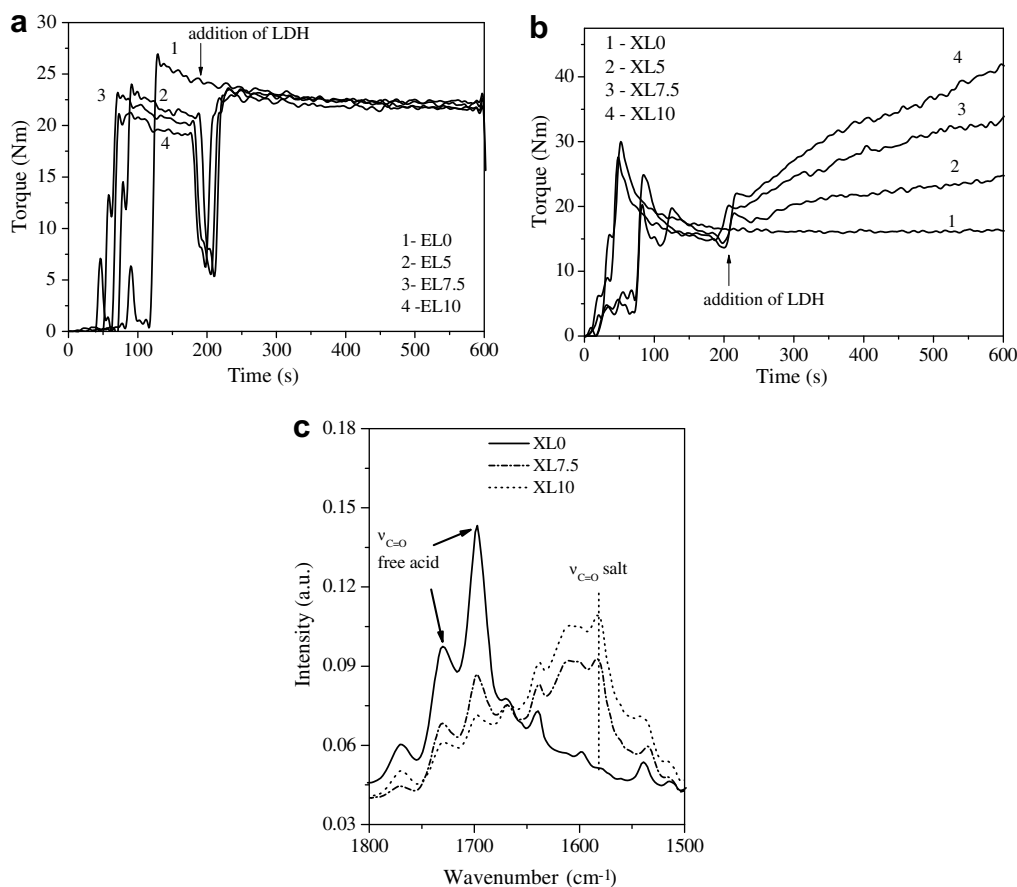 a
Torque (Nm)
30
25
20
15
10
5
0
1
addition of LDH
3
2
4
1- EL0
2- EL5
3 - EL7.5
4 -EL10
0 100 200 300 400 500 600
Time (s)
b
Torque (Nm)
40
30
20
10
0
1 - XL0
2 - XL5
3 - XL7.5
4 - XL10
4
3
2
1
addition of LDH
0 100 200 300 400 500 600
Time (s)
c
Intensity (a.u.)
0.18
0.15
0.12
0.09
0.06
0.03
XL0
XL7.5
XL10
νC=O
free acid
νC=O salt
1800 1700 1600 1500
Wavenumber (cm-1)